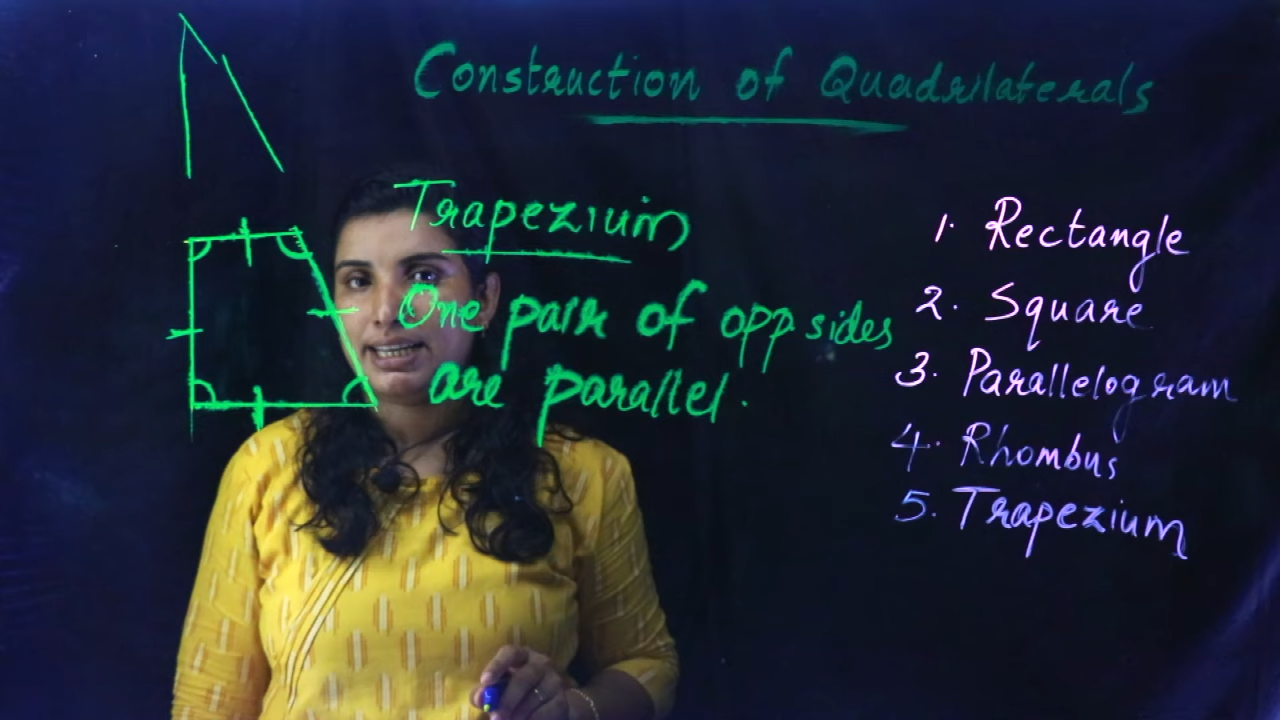 Construction of Quadrilaterals
Trapezium
One pair of opp sides
are parallel.
1. Rectangle
2. Square
3. Parallelogram
4. Rhombus
5. Trapezium